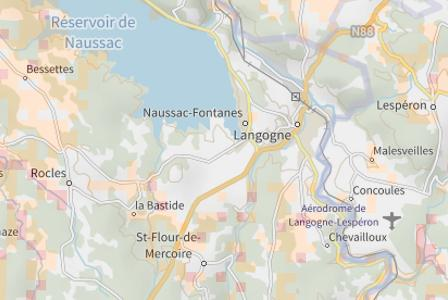 Réservoir de
Naussac
N88
Bessettes
Naussac-Fontanes
Langogne
Lespéron
Malesveilles
Rocles
Concoules
la Bastide
Aérodrome de
Langogne-Lespéron
St-Flour-de-
Mercoire
Chevailloux